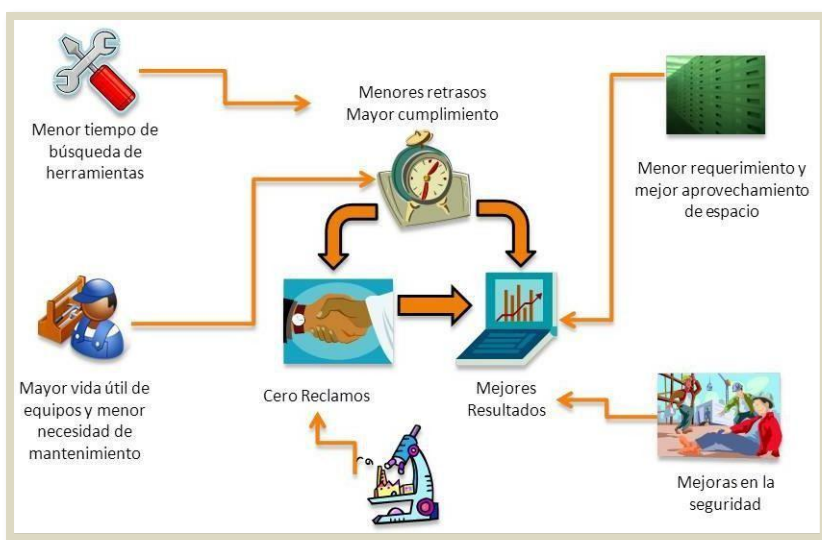 Menor tiempo de
búsqueda de
herramientas
Menores retrasos
Mayor cumplimiento
Menor requerimiento y
mejor aprovechamiento
de espacio
Mayor vida útil de
equipos y menor
necesidad de
mantenimiento
Cero Reclamos
Mejores
Resultados
Mejoras en la
seguridad